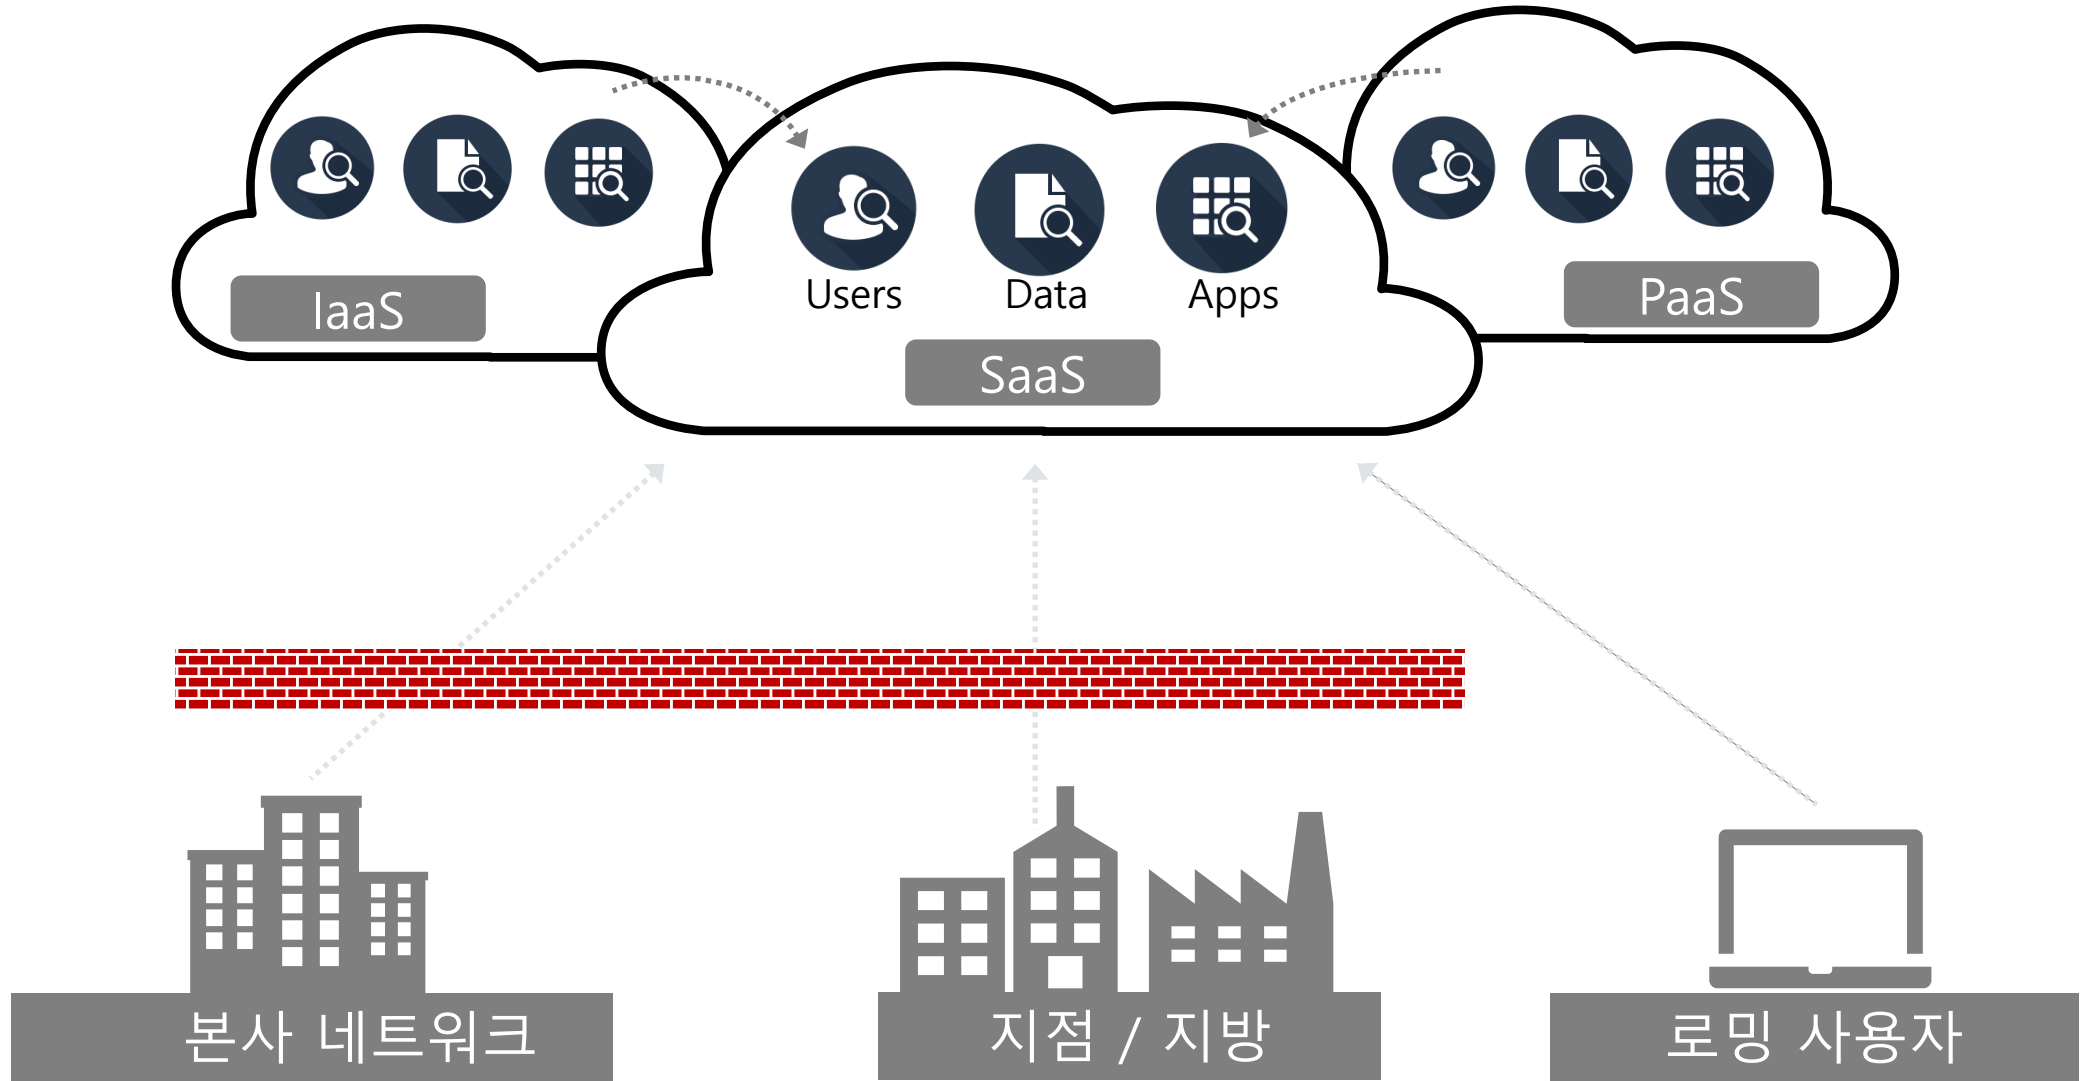 Users
Data
Apps
IaaS
PaaS
SaaS
본사 네트워크
지점 / 지방
로밍 사용자